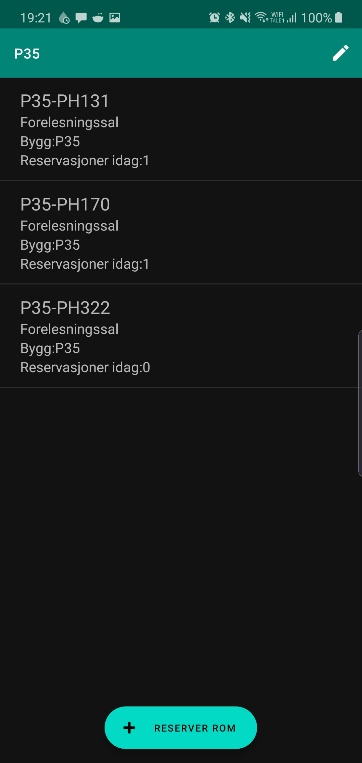 19:21
WIFI
100%
P35
P35-PH131
Forelesningssal
Bygg:P35
Reservasjoner idag:1
P35-PH170
Forelesningssal
Bygg:P35
Reservasjoner idag:1
P35-PH322
Forelesningssal
Bygg:P35
Reservasjoner idag:0
RESERVER ROM